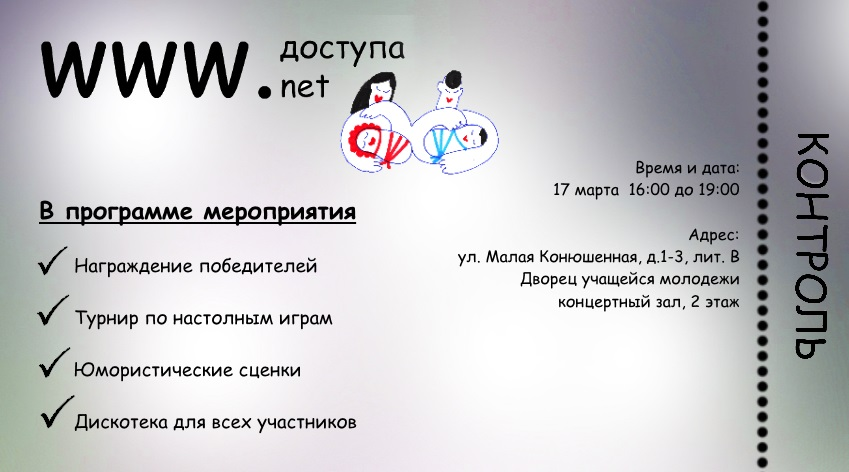 www.доступа
net
Время и дата:
17 марта 16:00 до 19:00
Адрес:
ул. Малая Конюшенная, д.1-3, лит. В
Дворец учащейся молодежи
концертный зал, 2 этаж
В программе мероприятия
Награждение победителей
Турнир по настольным играм
Юмористические сценки
Дискотека для всех участников
КОНТРОЛЬ